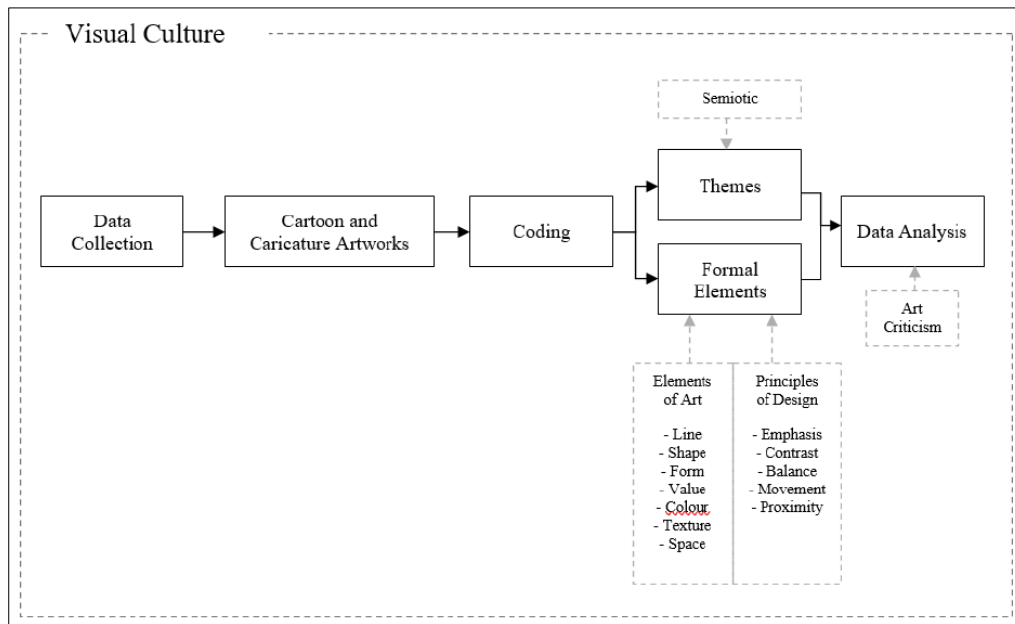 Visual Culture
Semiotic
Themes
Data
Collection
Cartoon and
Caricature Artworks
Coding
Data Analysis
Formal
Elements
Art
Criticism
Elements
of Art
- Line
- Shape
- Form
- Value
- Colour
- Texture
- Space
Principles
of Design
- Emphasis
- Contrast
- Balance
- Movement
- Proximity